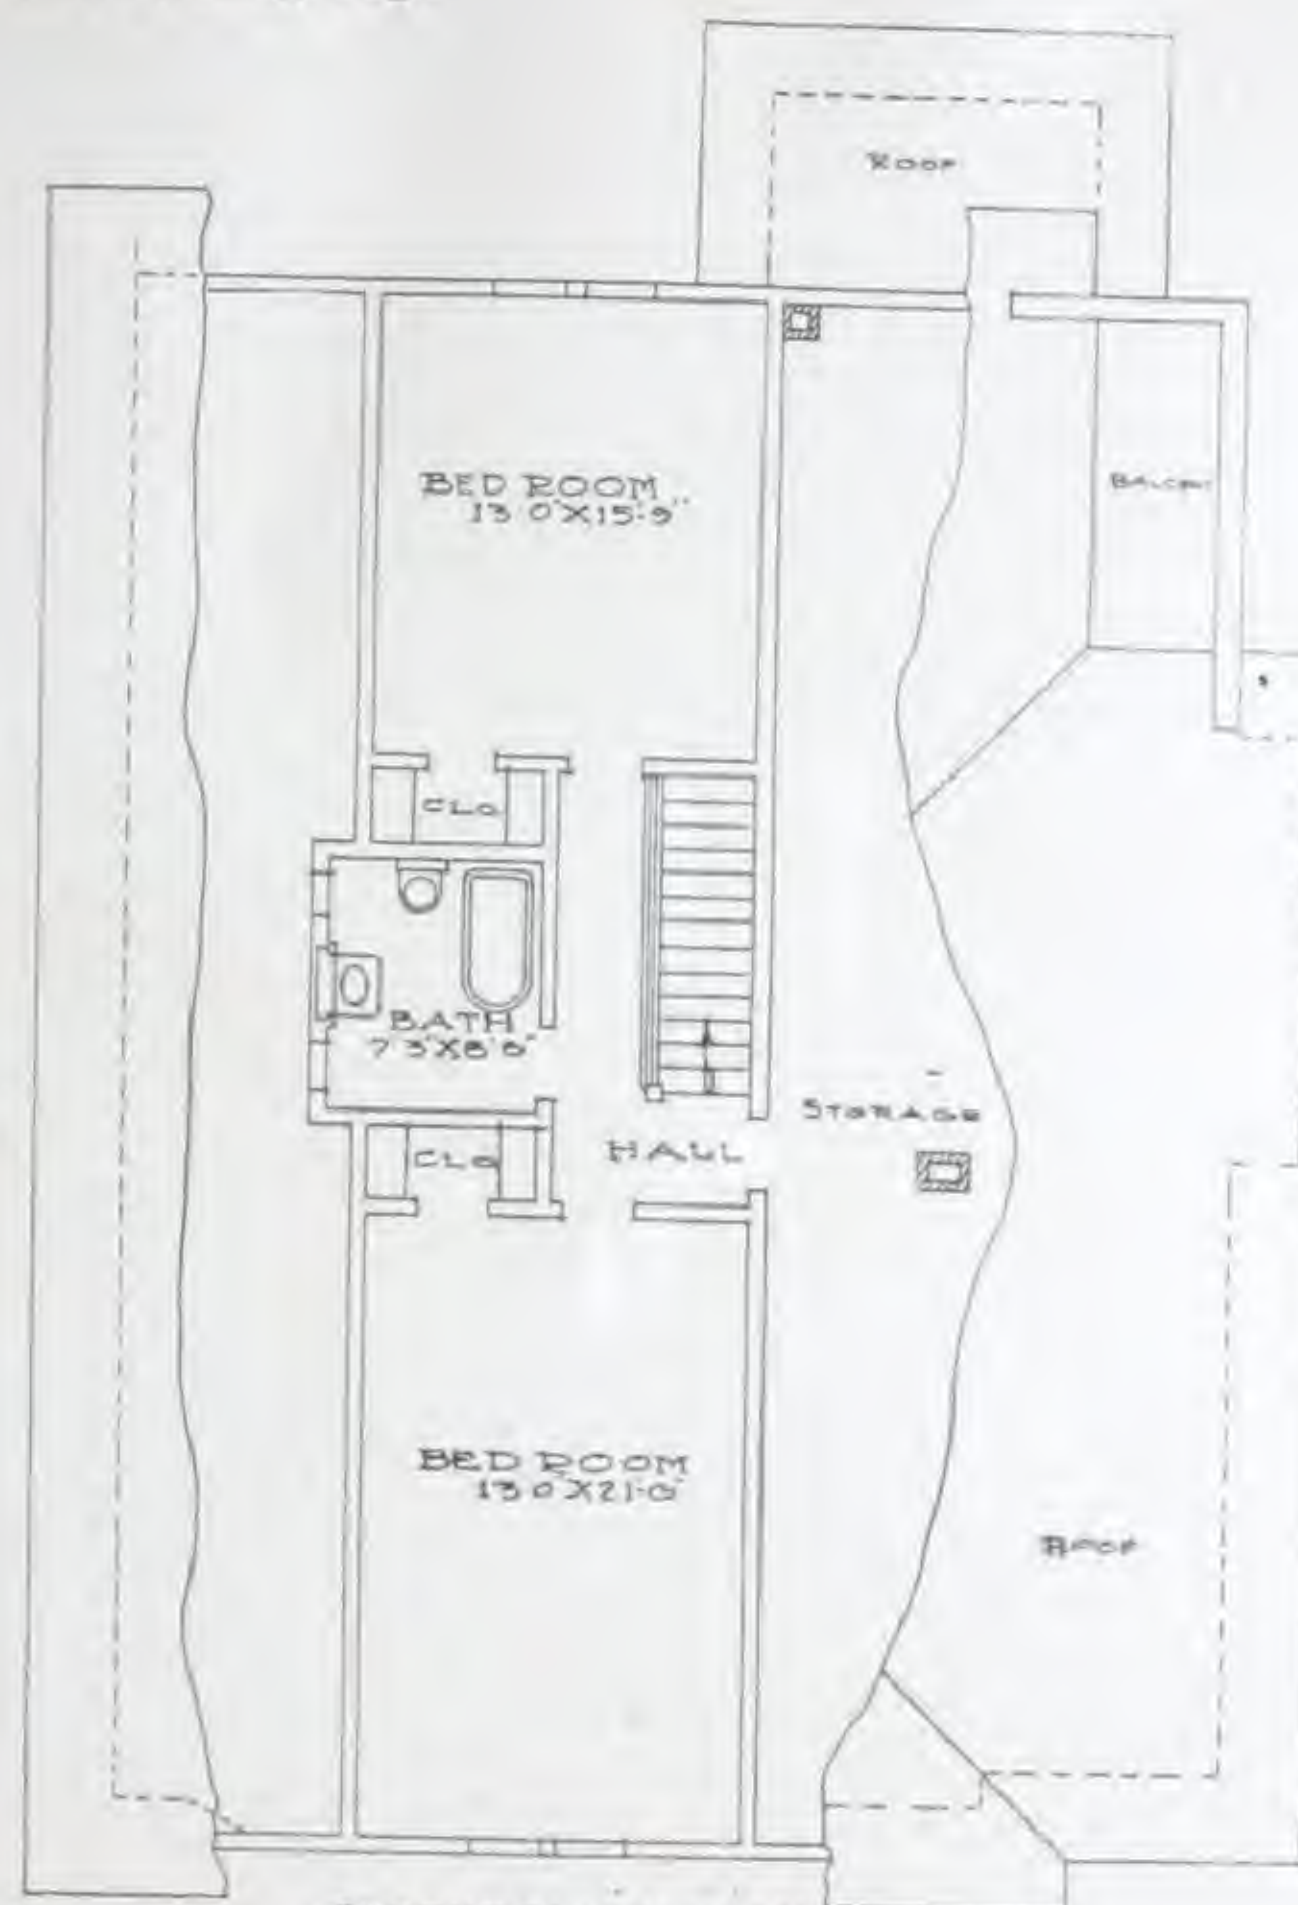 ROOF
BED ROOM
13'0"X15'-9"
BALCONY
CLO
BATH
7'3"X8'8"
STORAGE
HALL
CLO
BED ROOM
13'0"X21'-0"
ROOF